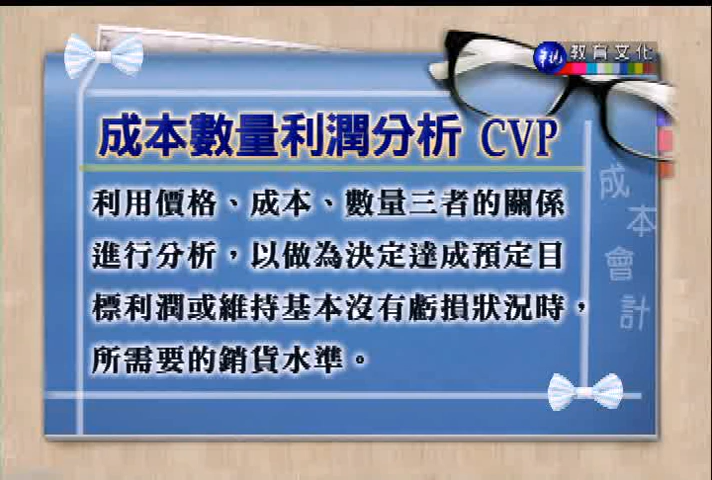 教育文化
成本數量利潤分析 CVP
利用價格、成本、數量三者的關係
進行分析，以做為決定達成預定目
標利潤或維持基本沒有虧損狀況時，
所需要的銷貨水準。
成本會計